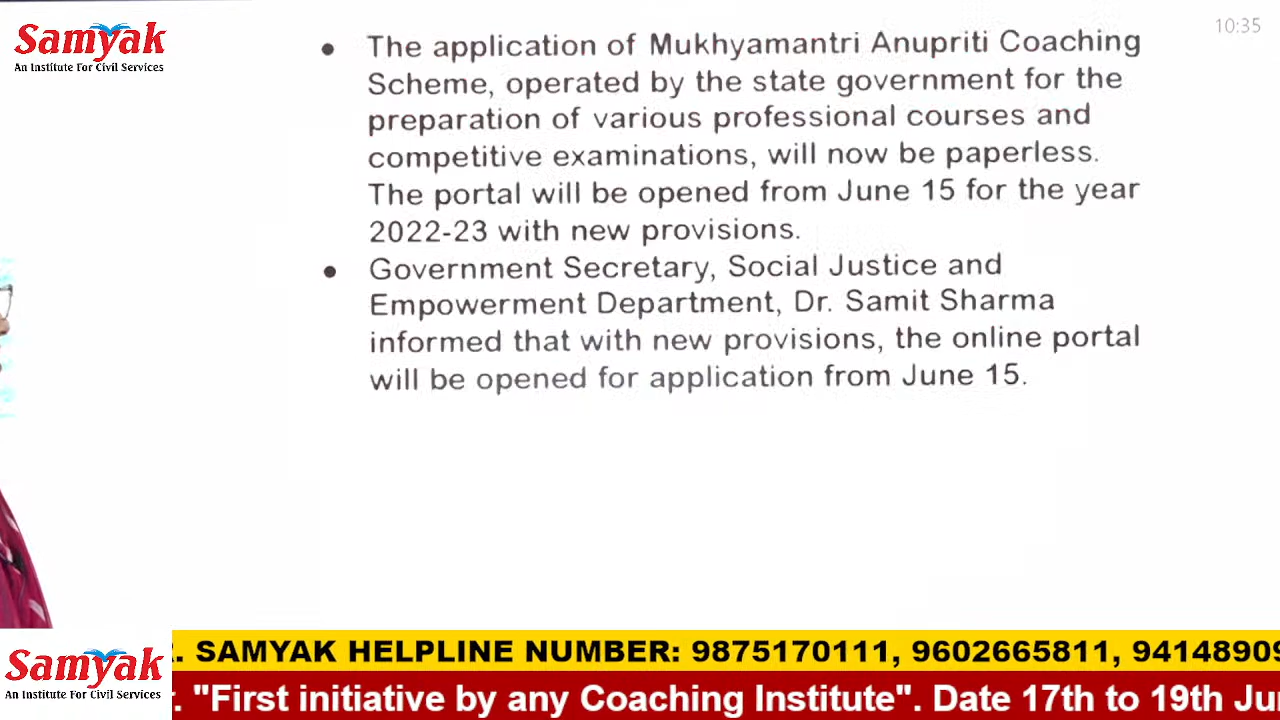 Samyak
An Institute For Civil Services
10:35
● The application of Mukhyamantri Anupriti Coaching
Scheme, operated by the state government for the
preparation of various professional courses and
competitive examinations, will now be paperless.
The portal will be opened from June 15 for the year
2022-23 with new provisions.
● Government Secretary, Social Justice and
Empowerment Department, Dr. Samit Sharma
informed that with new provisions, the online portal
will be opened for application from June 15.
Samyak
An Institute For Civil Services
. SAMYAK HELPLINE NUMBER: 9875170111, 9602665811, 94148909
. "First initiative by any Coaching Institute". Date 17th to 19th Ju